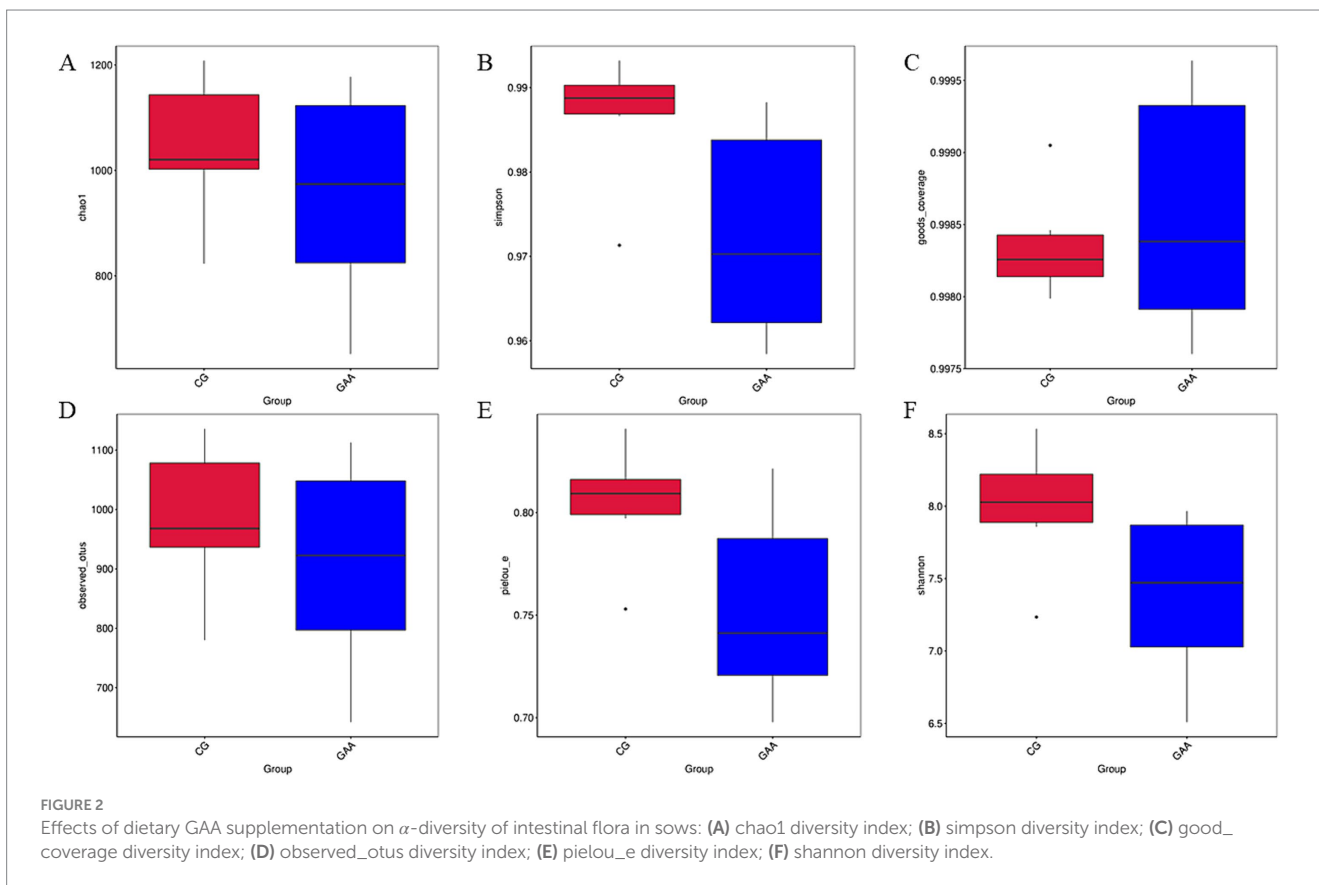 A
1200
1000
800
chao1
CG
GAA
Group
B
0.99
0.98
0.97
0.96
simpson
CG
GAA
Group
C
0.9995
0.9990
0.9985
0.9980
0.9975
goods_coverage
CG
GAA
Group
D
1100
1000
900
800
700
observed_otus
CG
GAA
Group
E
0.80
0.75
0.70
pielou_e
CG
GAA
Group
F
8.5
8.0
7.5
7.0
6.5
shannon
CG
GAA
Group
FIGURE 2
Effects of dietary GAA supplementation on α-diversity of intestinal flora in sows: (A) chao1 diversity index; (B) simpson diversity index; (C) good_
coverage diversity index; (D) observed_otus diversity index; (E) pielou_e diversity index; (F) shannon diversity index.